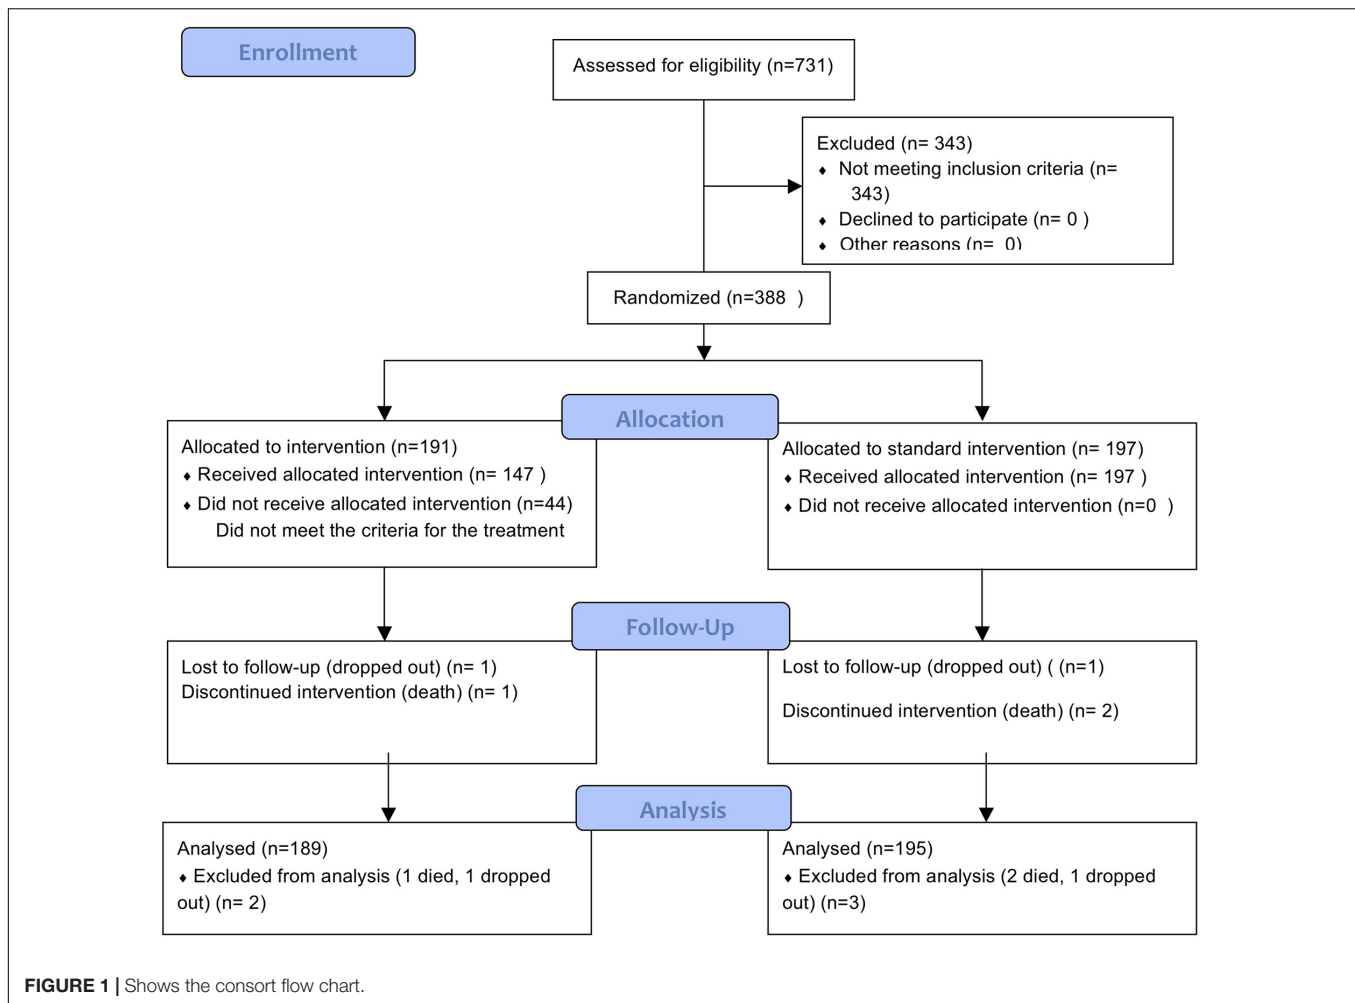 Enrollment
Assessed for eligibility (n=731)
Excluded (n= 343)
♦ Not meeting inclusion criteria (n=
343)
♦ Declined to participate (n= 0 )
♦ Other reasons (n= 0)
Randomized (n=388 )
Allocation
Allocated to intervention (n=191)
♦ Received allocated intervention (n= 147 )
♦ Did not receive allocated intervention (n=44)
Did not meet the criteria for the treatment
Allocated to standard intervention (n= 197)
♦ Received allocated intervention (n= 197 )
♦ Did not receive allocated intervention (n=0 )
Follow-Up
Lost to follow-up (dropped out) (n= 1)
Discontinued intervention (death) (n= 1)
Lost to follow-up (dropped out) ( (n=1)
Discontinued intervention (death) (n= 2)
Analysis
Analysed (n=189)
♦ Excluded from analysis (1 died, 1 dropped
out) (n= 2)
Analysed (n=195)
♦ Excluded from analysis (2 died, 1 dropped
out) (n=3)
FIGURE 1 | Shows the consort flow chart.